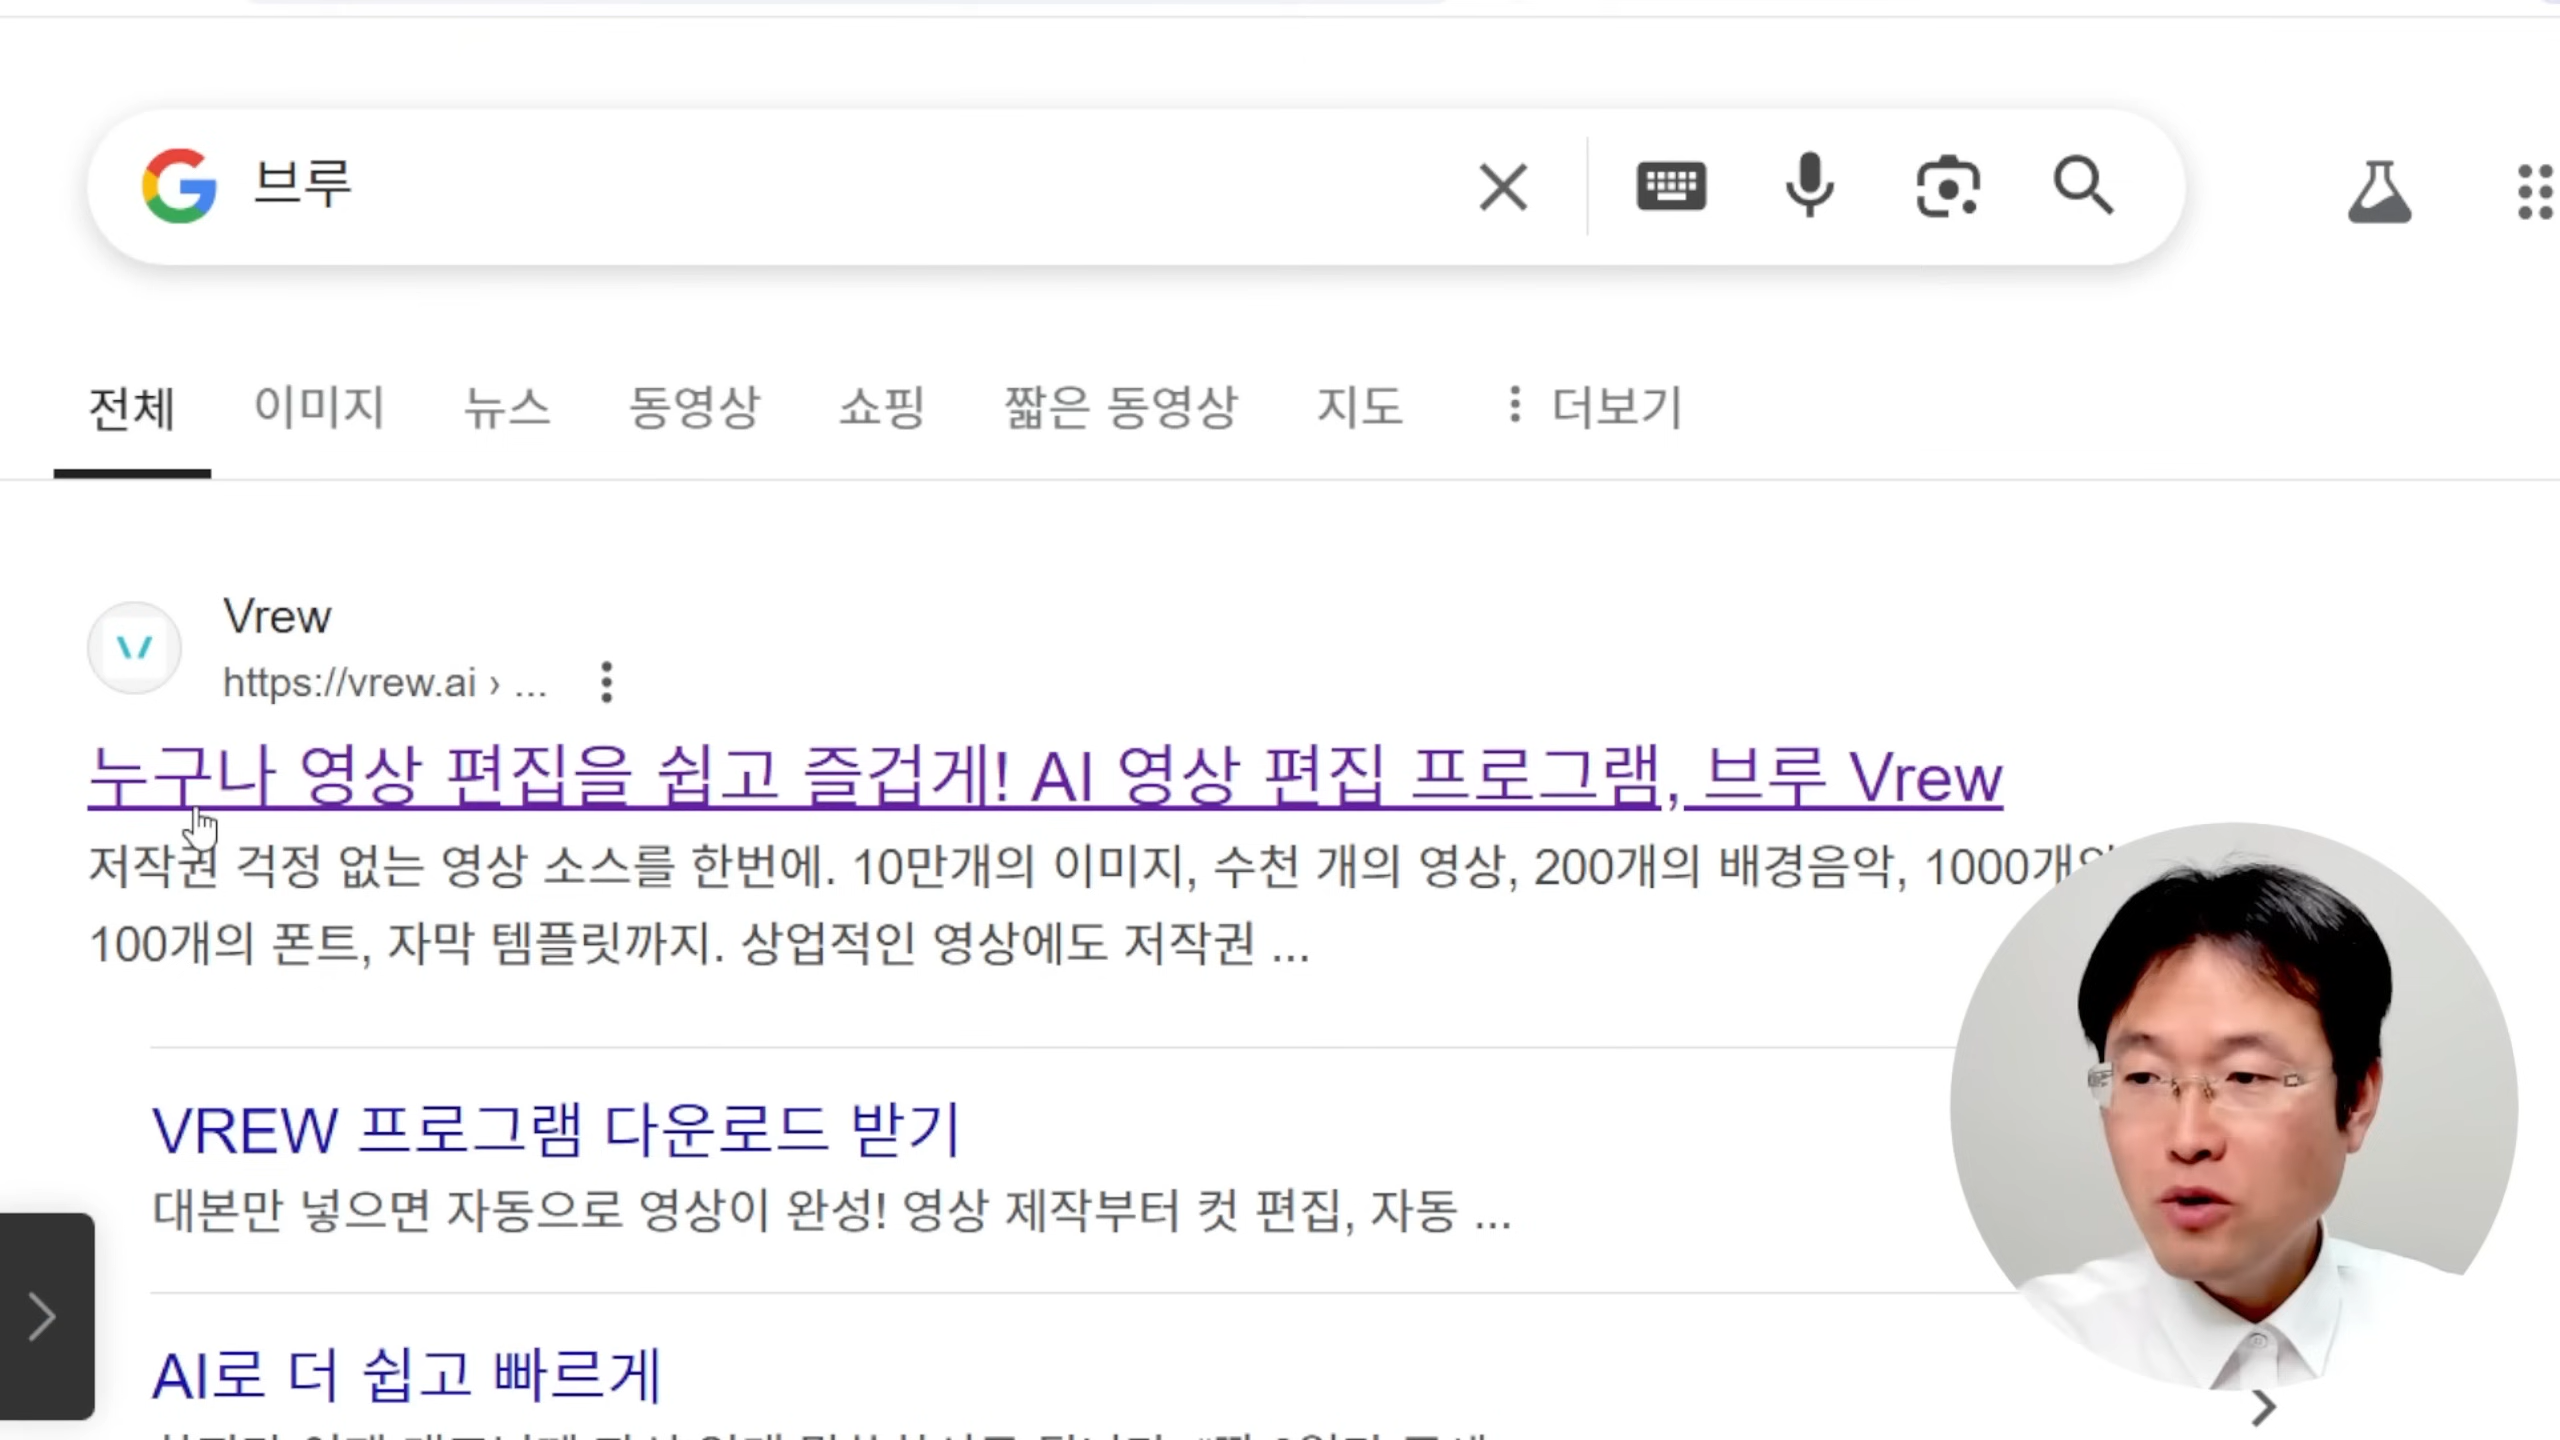 브루
전체 이미지 뉴스 동영상 쇼핑 짧은 동영상 지도 더보기
Vrew
https://vrew.ai › ...
누구나 영상 편집을 쉽고 즐겁게! AI 영상 편집 프로그램, 브루 Vrew
저작권 걱정 없는 영상 소스를 한번에. 10만개의 이미지, 수천 개의 영상, 200개의 배경음악, 1000개의
100개의 폰트, 자막 템플릿까지. 상업적인 영상에도 저작권 ...
VREW 프로그램 다운로드 받기
대본만 넣으면 자동으로 영상이 완성! 영상 제작부터 컷 편집, 자동 ...
AI로 더 쉽고 빠르게